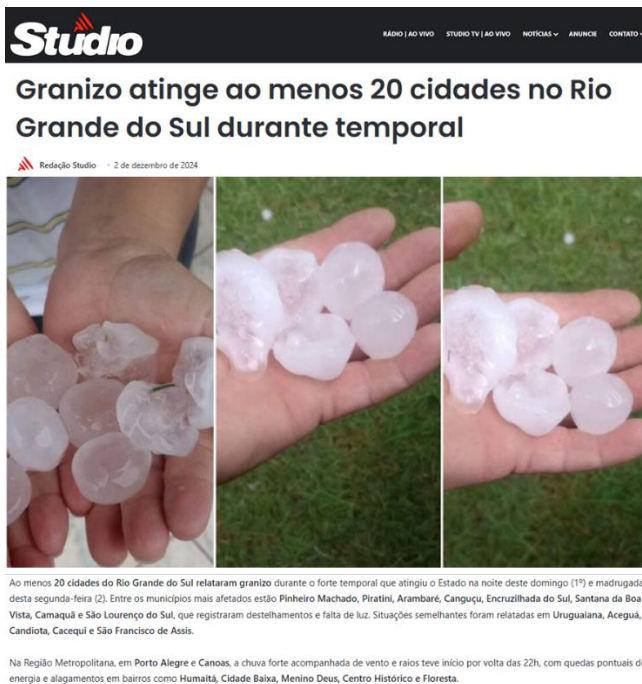 Studio
RÁDIO | AO VIVO STUDIO TV | AO VIVO NOTÍCIAS ANUNCIE CONTATO
Granizo atinge ao menos 20 cidades no Rio
Grande do Sul durante temporal
Redação Studio · 2 de dezembro de 2024
Ao menos 20 cidades do Rio Grande do Sul relataram granizo durante o forte temporal que atingiu o Estado na noite deste domingo (1º) e madrugada
desta segunda-feira (2). Entre os municípios mais afetados estão Pinheiro Machado, Piratini, Arambaré, Canguçu, Encruzilhada do Sul, Santana da Boa
Vista, Camaquã e São Lourenço do Sul, que registraram destelhamentos e falta de luz. Situações semelhantes foram relatadas em Uruguaiana, Aceguá,
Candiota, Cacequi e São Francisco de Assis.
Na Região Metropolitana, em Porto Alegre e Canoas, a chuva forte acompanhada de vento e raios teve início por volta das 22h, com quedas pontuais de
energia e alagamentos em bairros como Humaitá, Cidade Baixa, Menino Deus, Centro Histórico e Floresta.